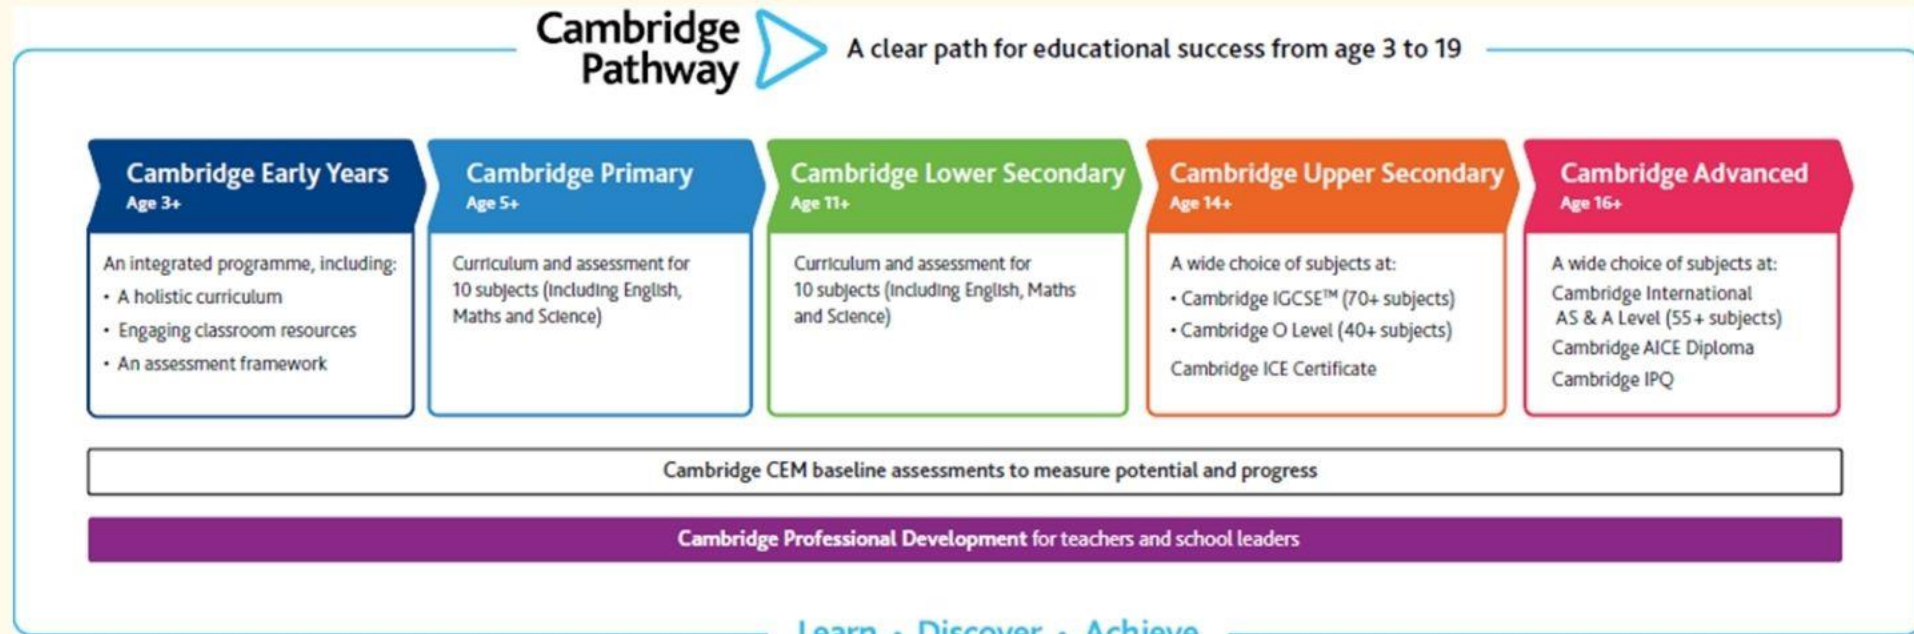 Cambridge
Pathway
A clear path for educational success from age 3 to 19
Cambridge Early Years
Age 3+
An integrated programme, including:
• A holistic curriculum
• Engaging classroom resources
• An assessment framework
Cambridge Primary
Age 5+
Curriculum and assessment for
10 subjects (including English,
Maths and Science)
Cambridge Lower Secondary
Age 11+
Curriculum and assessment for
10 subjects (including English, Maths
and Science)
Cambridge Upper Secondary
Age 14+
A wide choice of subjects at:
• Cambridge IGCSE™ (70+ subjects)
• Cambridge O Level (40+ subjects)
Cambridge ICE Certificate
Cambridge Advanced
Age 16+
A wide choice of subjects at:
Cambridge International
AS & A Level (55+ subjects)
Cambridge AICE Diploma
Cambridge IPQ
Cambridge CEM baseline assessments to measure potential and progress
Cambridge Professional Development for teachers and school leaders
Learn • Discover • Achieve